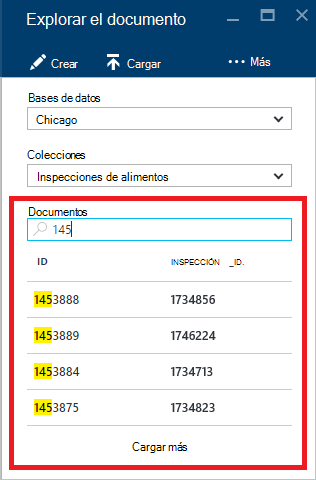 Explorar el documento
Crear Cargar ••• Más
Bases de datos
Chicago
Colecciones
Inspecciones de alimentos
Documentos
145
ID INSPECCIÓN _ID.
1453888 1734856
1453889 1746224
1453884 1734713
1453875 1734823
Cargar más